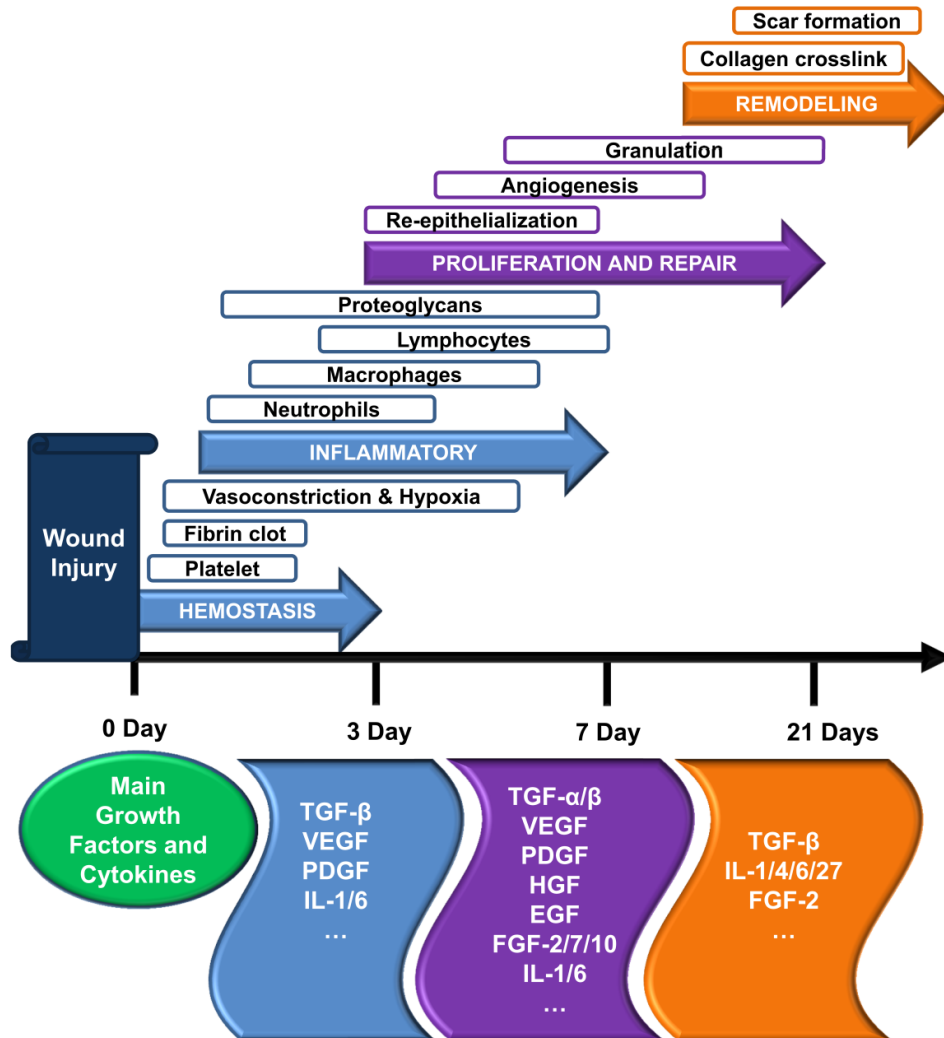 Scar formation
Collagen crosslink
REMODELING
Granulation
Angiogenesis
Re-epithelialization
PROLIFERATION AND REPAIR
Proteoglycans
Lymphocytes
Macrophages
Neutrophils
INFLAMMATORY
Vasoconstriction & Hypoxia
Fibrin clot
Platelet
HEMOSTASIS
Wound
Injury
0 Day
3 Day
7 Day
21 Days
Main
Growth
Factors and
Cytokines
TGF-β
VEGF
PDGF
IL-1/6
...
TGF-α/β
VEGF
PDGF
HGF
EGF
FGF-2/7/10
IL-1/6
...
TGF-β
IL-1/4/6/27
FGF-2
...